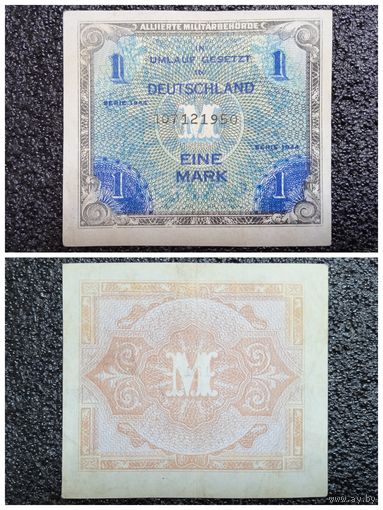 ALLIIERTE MILITÄRBEHÖRDE
1 IN 1
UMLAUF GESETZT
IN
DEUTSCHLAND
SERIE 1944
M
107121950
SERIE 1944
EINE
1 MARK 1
M
www.ay.by